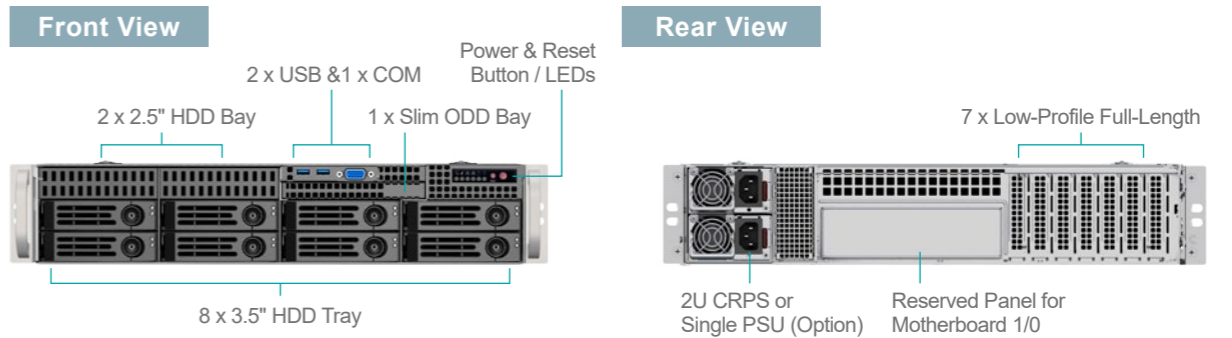 Front View
Power & Reset
Button / LEDs
2 x USB &1 x COM
2 x 2.5" HDD Bay
1 x Slim ODD Bay
8 x 3.5" HDD Tray
Rear View
7 x Low-Profile Full-Length
2U CRPS or
Single PSU (Option)
Reserved Panel for
Motherboard 1/0